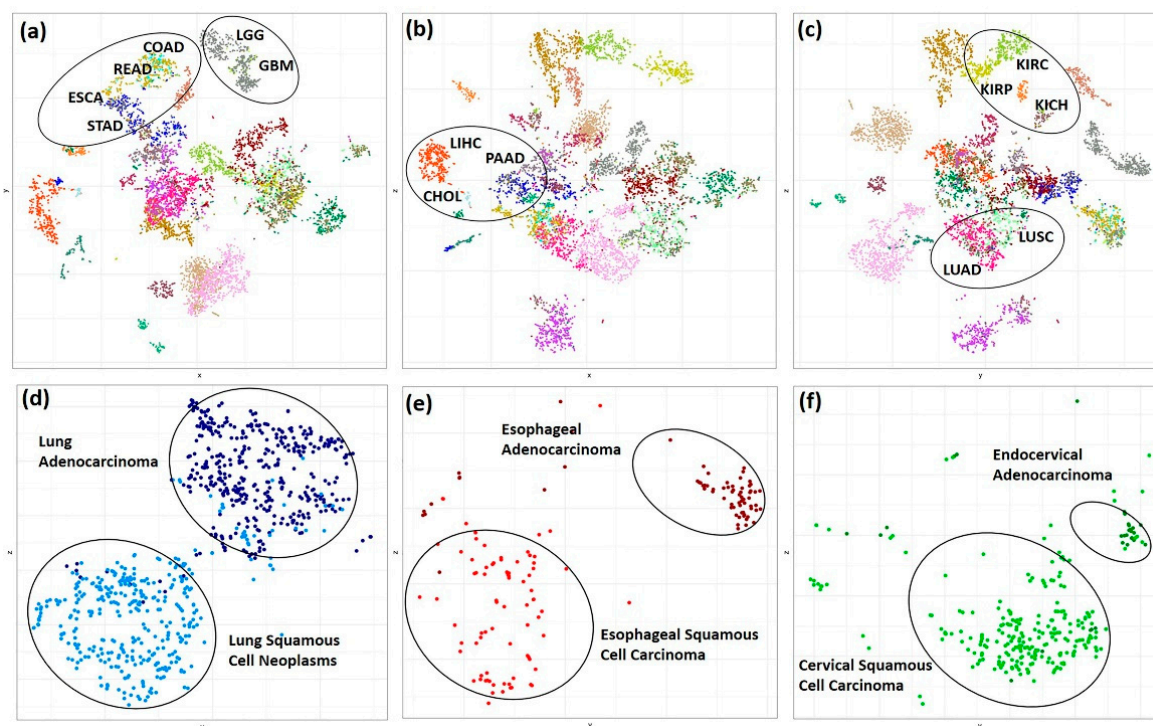 (a)
COAD
READ
ESCA
STAD
LGG
GBM
y
x
(b)
LIHC
PAAD
CHOL
z
x
(c)
KIRC
KIRP
KICH
LUSC
LUAD
z
y
(d)
Lung
Adenocarcinoma
Lung Squamous
Cell Neoplasms
z
(e)
Esophageal
Adenocarcinoma
Esophageal Squamous
Cell Carcinoma
z
(f)
Endocervical
Adenocarcinoma
Cervical Squamous
Cell Carcinoma
z